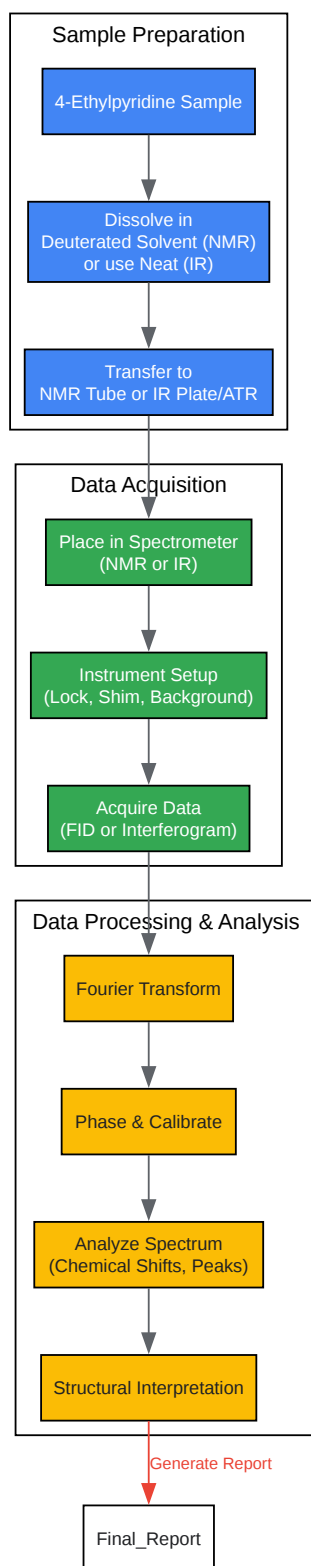 Sample Preparation
4-Ethylpyridine Sample
Dissolve in
Deuterated Solvent (NMR)
or use Neat (IR)
Transfer to
NMR Tube or IR Plate/ATR
Data Acquisition
Place in Spectrometer
(NMR or IR)
Instrument Setup
(Lock, Shim, Background)
Acquire Data
(FID or Interferogram)
Data Processing & Analysis
Fourier Transform
Phase & Calibrate
Analyze Spectrum
(Chemical Shifts, Peaks)
Structural Interpretation
Generate Report
Final_Report